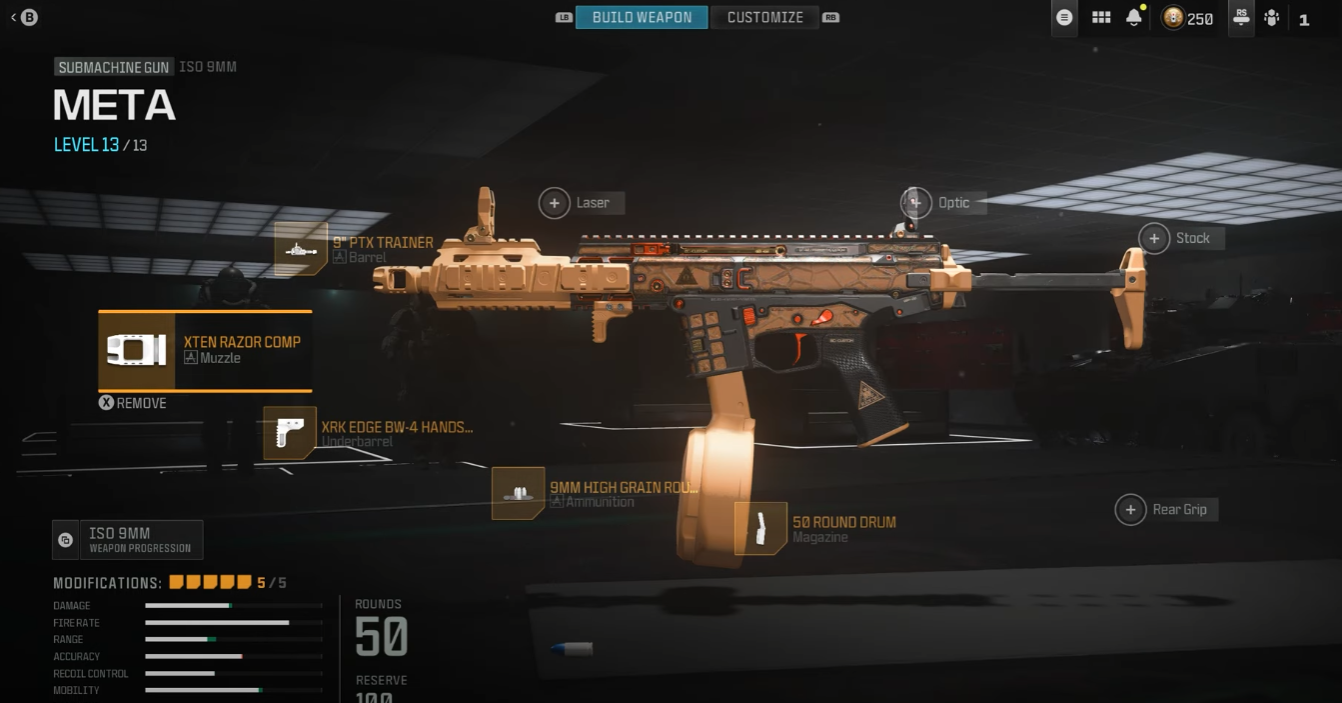 B
LB BUILD WEAPON CUSTOMIZE RB
250 RS 1
SUBMACHINE GUN ISO 9MM
META
LEVEL 13 / 13
+ Laser
+ Optic
+ Stock
9" PTX TRAINER
Barrel
XTEN RAZOR COMP
Muzzle
X REMOVE
XRK EDGE BW-4 HANDS...
Underbarrel
9MM HIGH GRAIN ROU...
Ammunition
50 ROUND DRUM
Magazine
+ Rear Grip
ISO 9MM
WEAPON PROGRESSION
MODIFICATIONS: 5 / 5
DAMAGE
FIRE RATE
RANGE
ACCURACY
RECOIL CONTROL
MOBILITY
ROUNDS
50
RESERVE
100